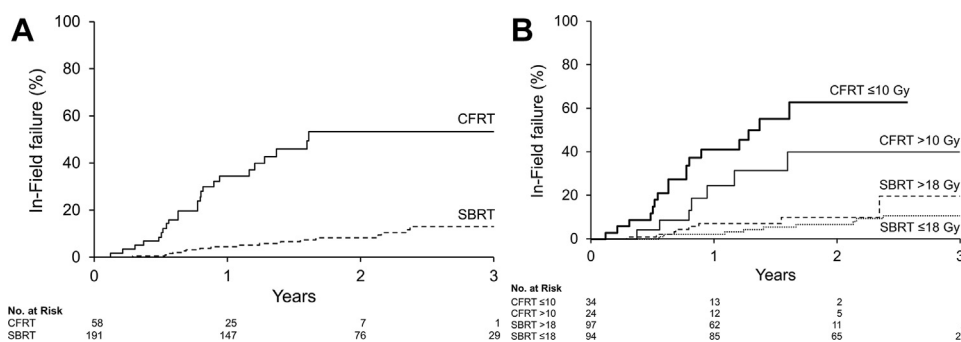 A
100
80
60
40
20
0
In-Field failure (%)
CFRT
SBRT
0 1 2 3
Years
No. at Risk
CFRT 58 25 7 1
SBRT 191 147 76 29
B
100
80
60
40
20
0
In-Field failure (%)
CFRT ≤10 Gy
CFRT >10 Gy
SBRT >18 Gy
SBRT ≤18 Gy
0 1 2 3
Years
No. at Risk
CFRT ≤10 34 13 2
CFRT >10 24 12 5
SBRT >18 97 62 11
SBRT ≤18 94 85 65 2